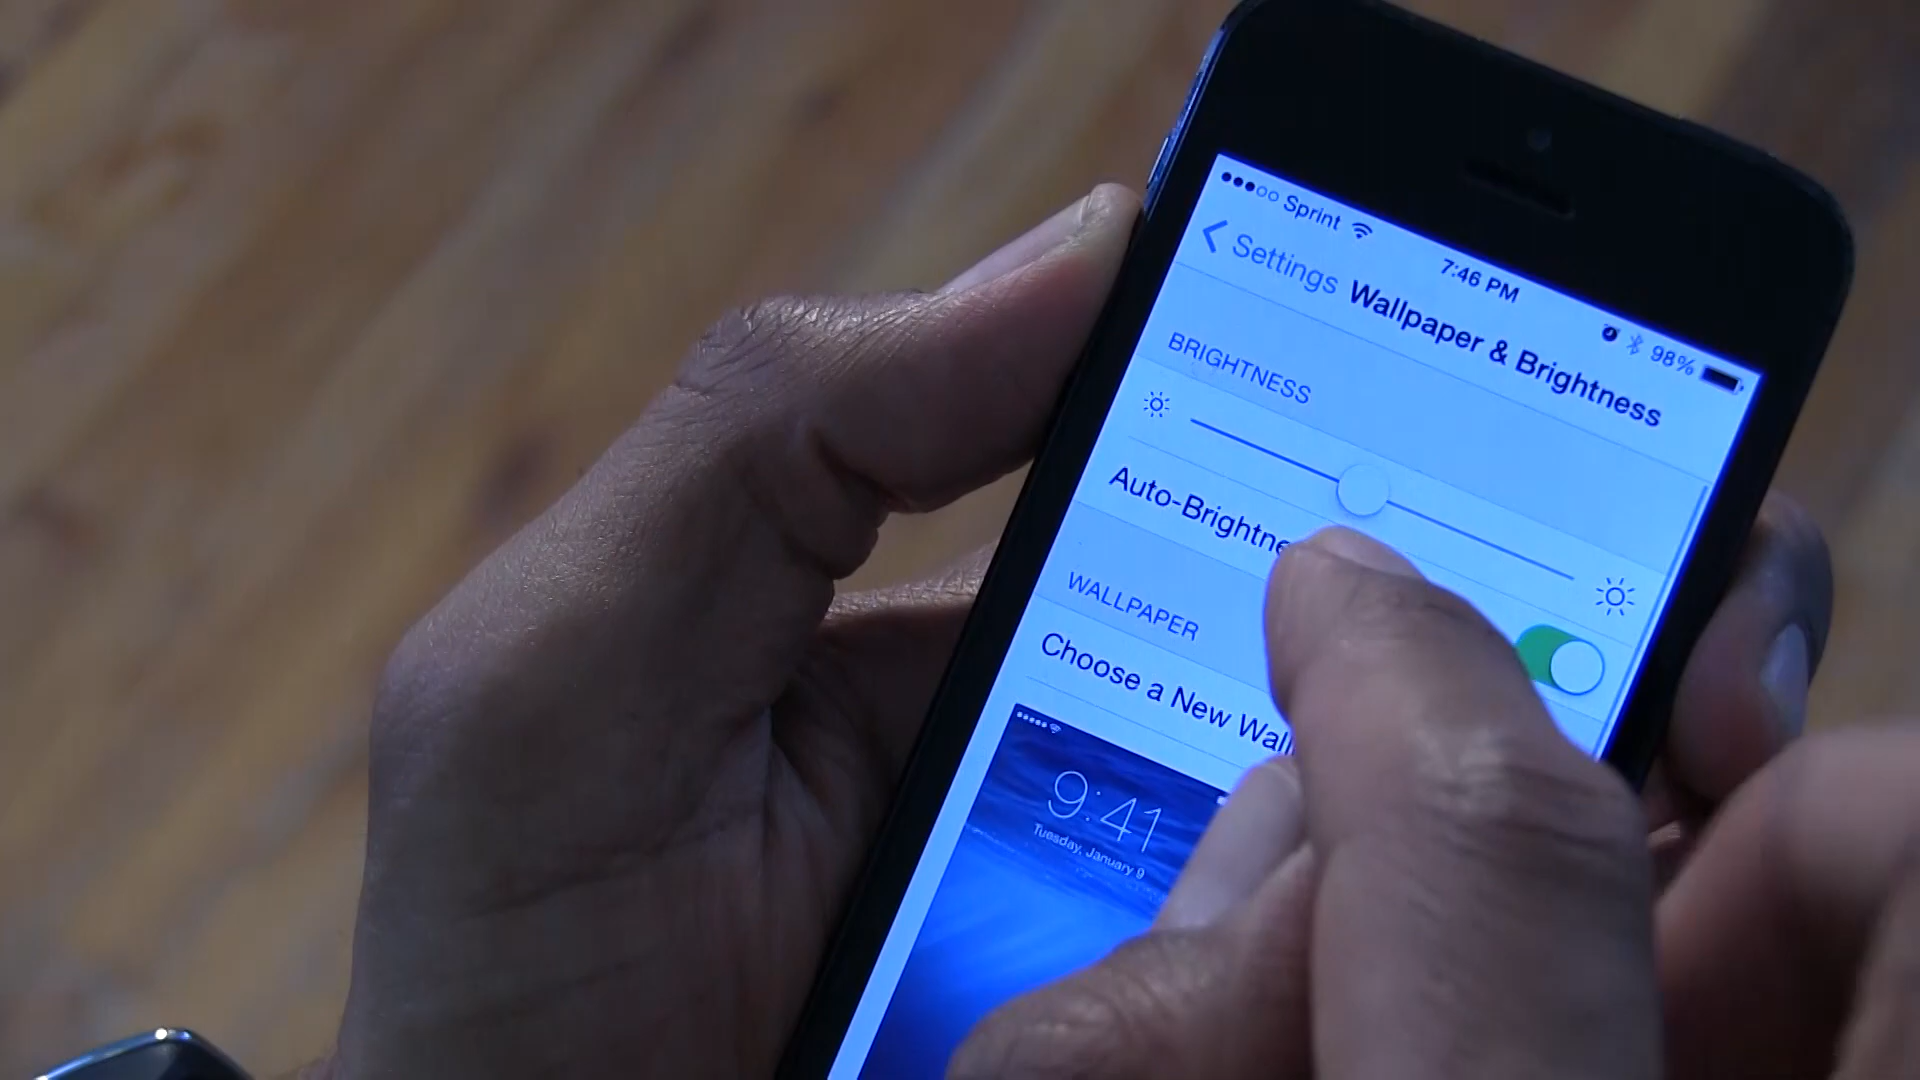 Sprint
7:46 PM
98%
Settings Wallpaper & Brightness
BRIGHTNESS
Auto-Brightne
WALLPAPER
Choose a New Wall
9:41
Tuesday, January 9